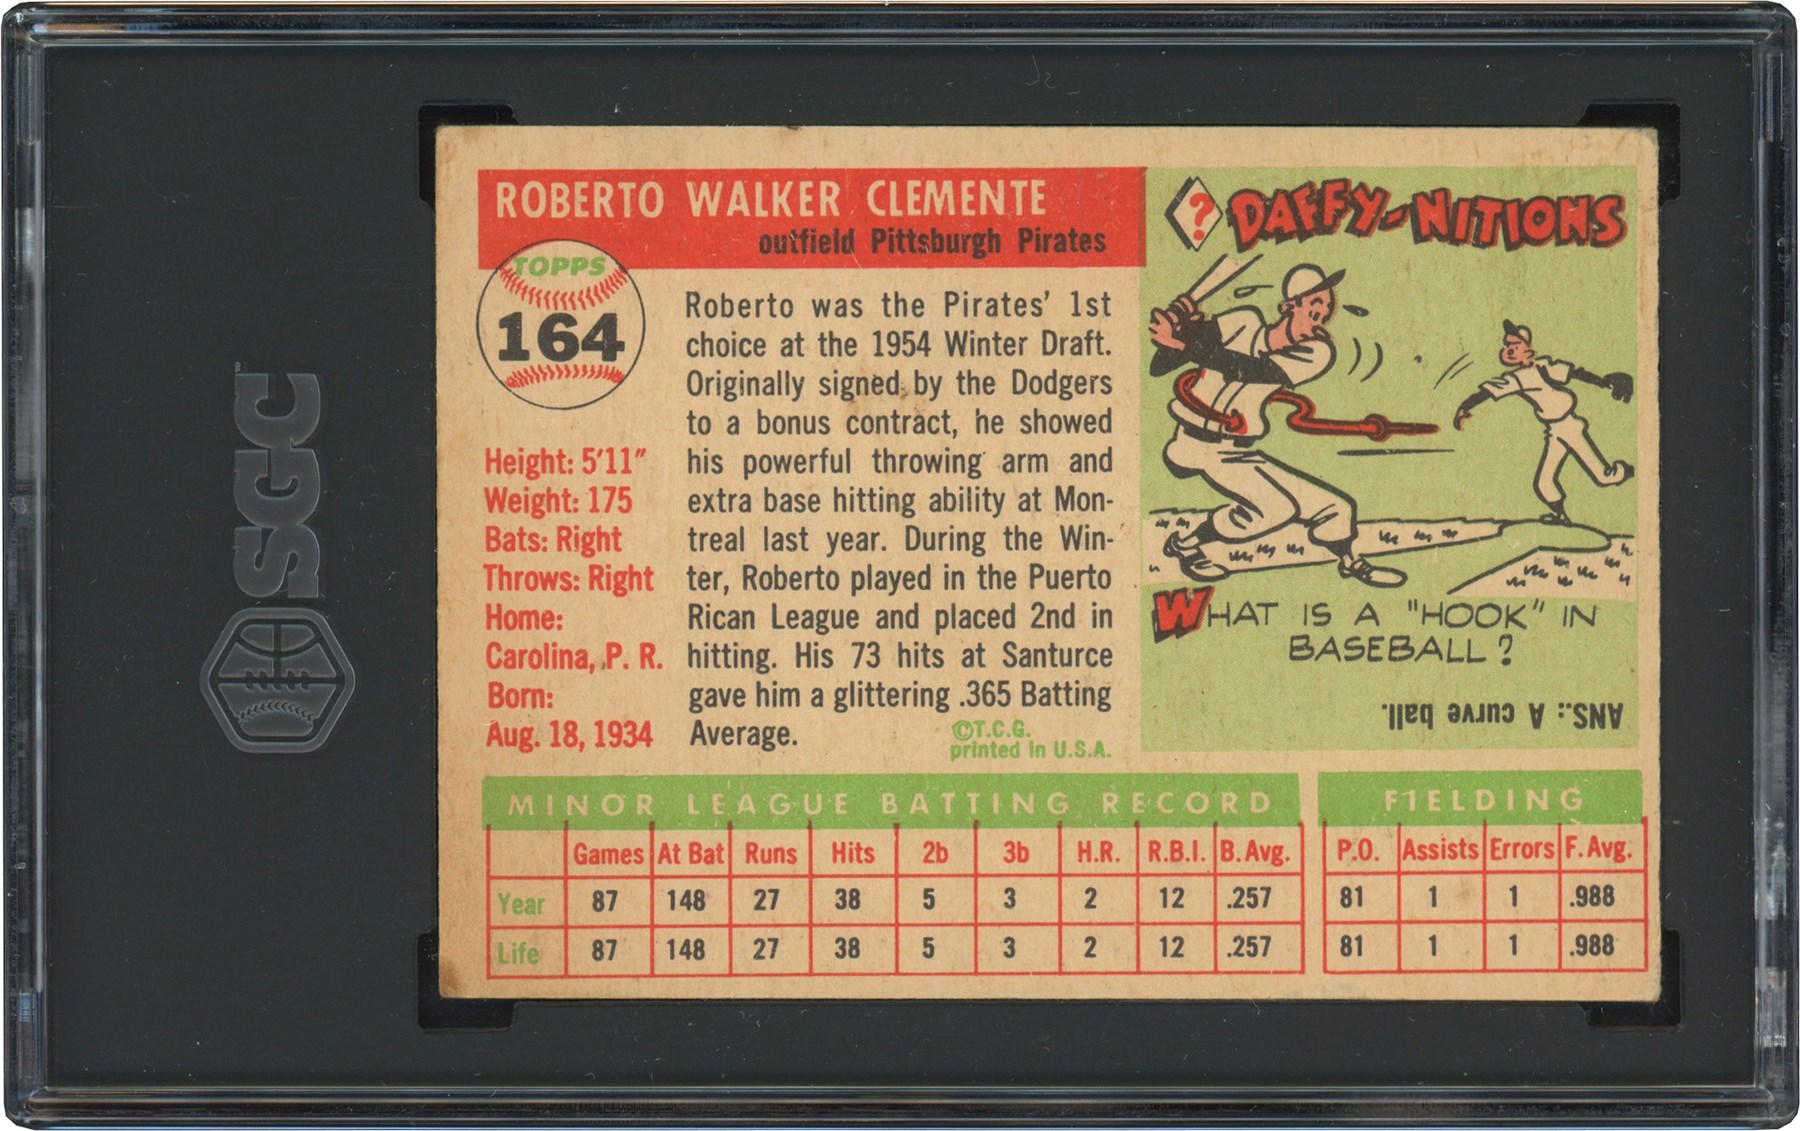 SGC
ROBERTO WALKER CLEMENTE
outfield Pittsburgh Pirates
TOPPS
164
Height: 5'11"
Weight: 175
Bats: Right
Throws: Right
Home:
Carolina, P. R.
Born:
Aug. 18, 1934
Roberto was the Pirates' 1st
choice at the 1954 Winter Draft.
Originally signed by the Dodgers
to a bonus contract, he showed
his powerful throwing arm and
extra base hitting ability at Mon-
treal last year. During the Win-
ter, Roberto played in the Puerto
Rican League and placed 2nd in
hitting. His 73 hits at Santurce
gave him a glittering .365 Batting
Average.
©T.C.G.
printed in U.S.A.
? DAFFY-NITIONS
WHAT IS A "HOOK" IN
BASEBALL?
ANS.: A curve ball.
MINOR LEAGUE BATTING RECORD
Games At Bat Runs Hits 2b 3b H.R. R.B.I. B. Avg.
Year 87 148 27 38 5 3 2 12 .257
Life 87 148 27 38 5 3 2 12 .257
FIELDING
P.O. Assists Errors F. Avg.
81 1 1 .988
81 1 1 .988